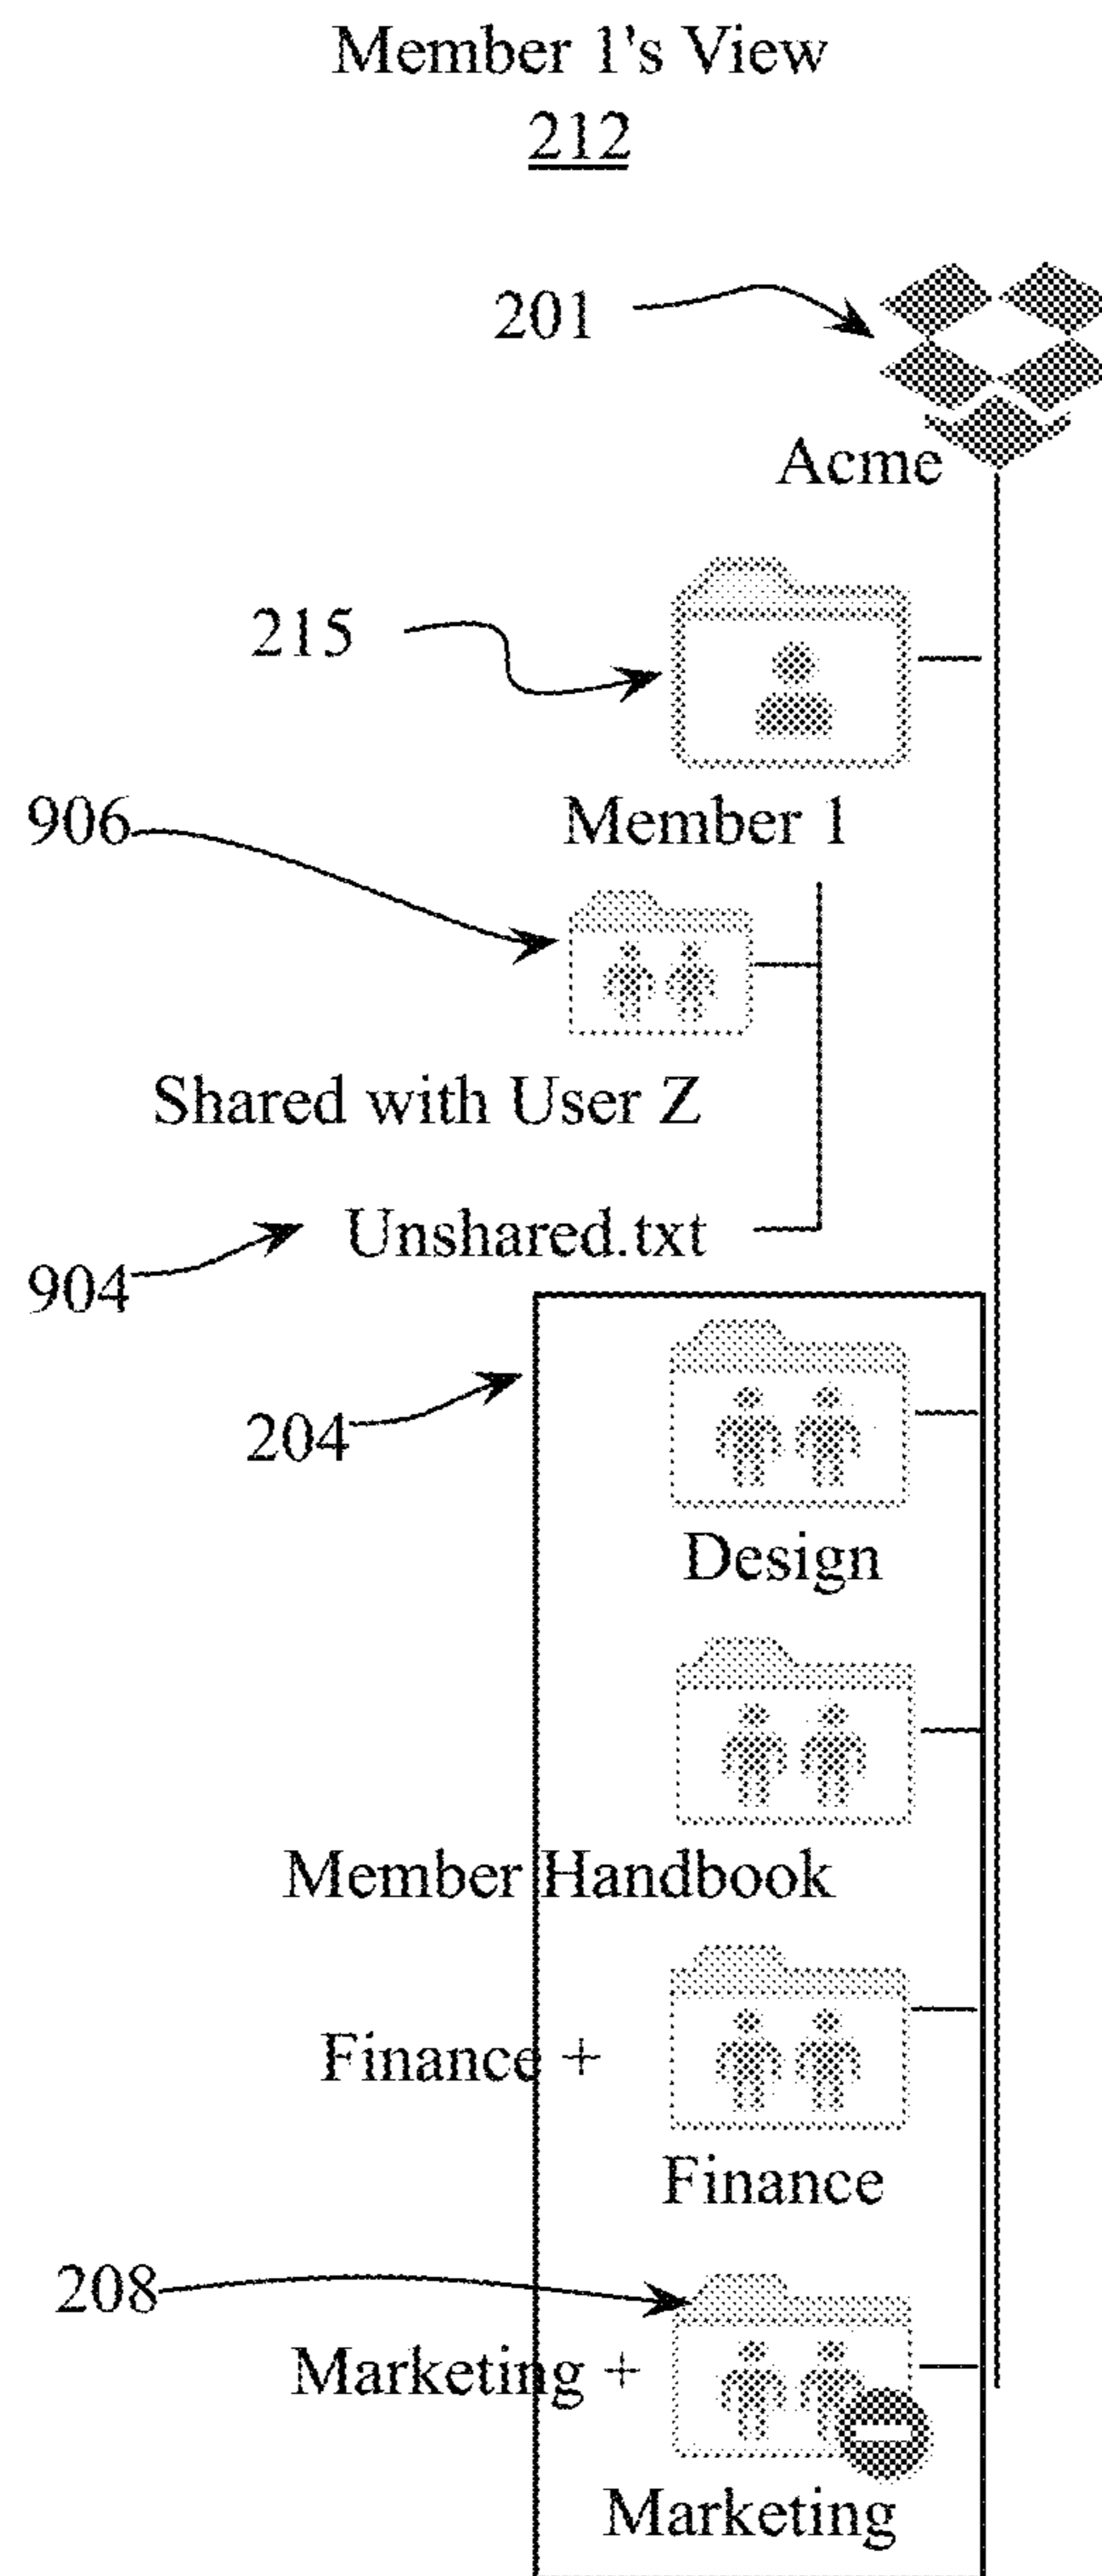 Member 1's View
212
201
Acme
215
906
Member 1
Shared with User Z
Unshared.txt
904
204
Design
Member Handbook
Finance +
Finance
208
Marketing +
Marketing